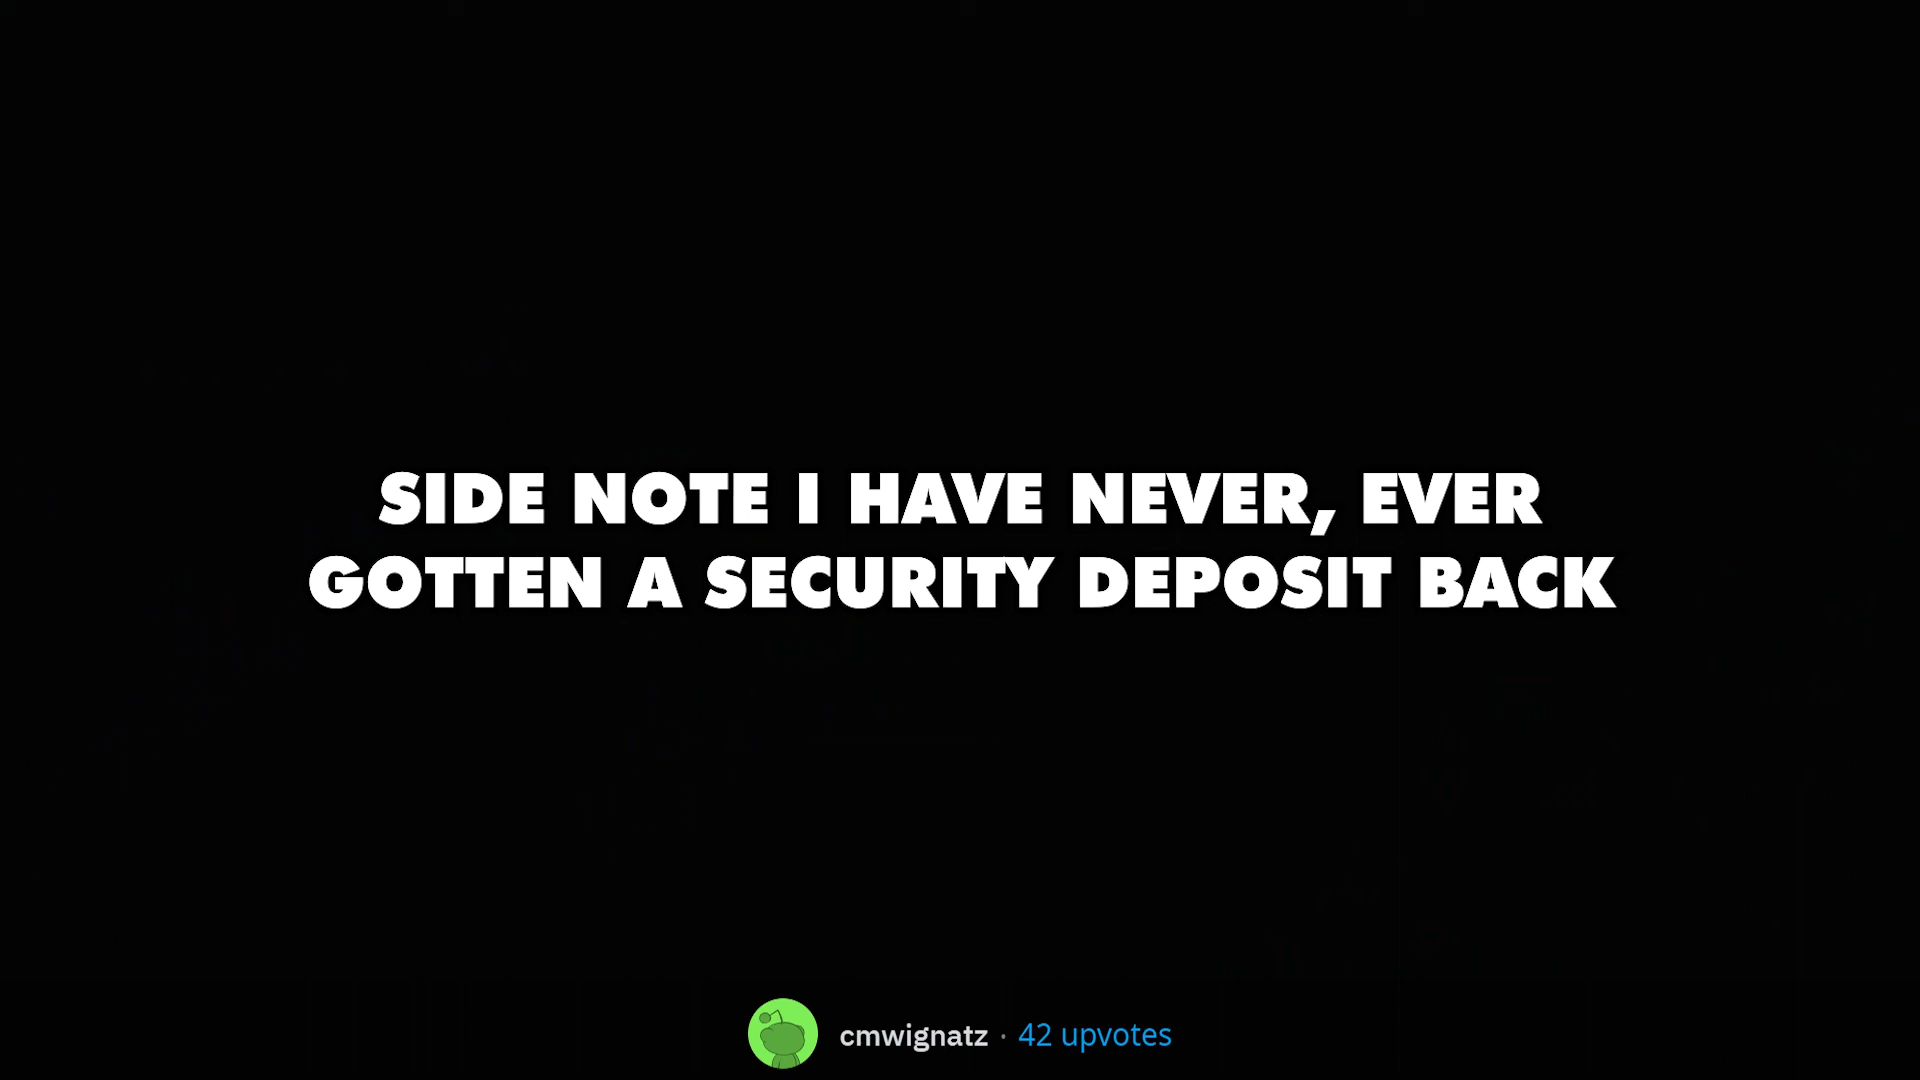 SIDE NOTE I HAVE NEVER, EVER
GOTTEN A SECURITY DEPOSIT BACK
cmwignatz · 42 upvotes